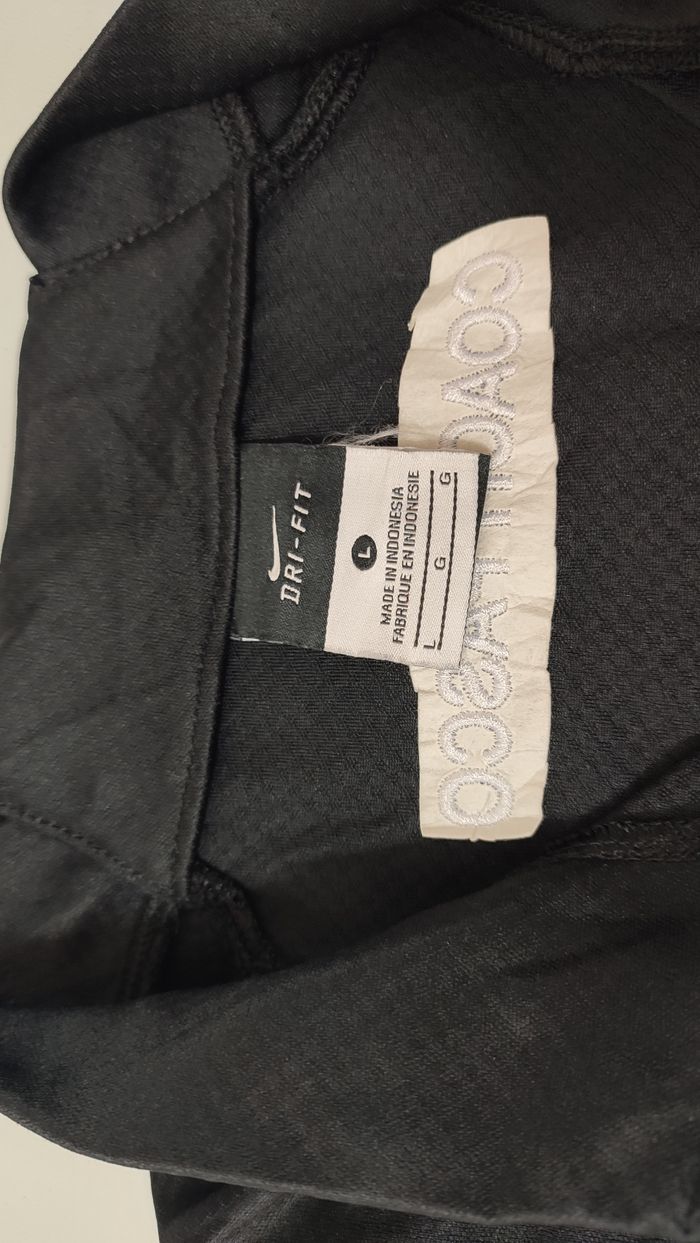 DRI-FIT
L
MADE IN INDONESIA
FABRIQUE EN INDONESIE
L G G